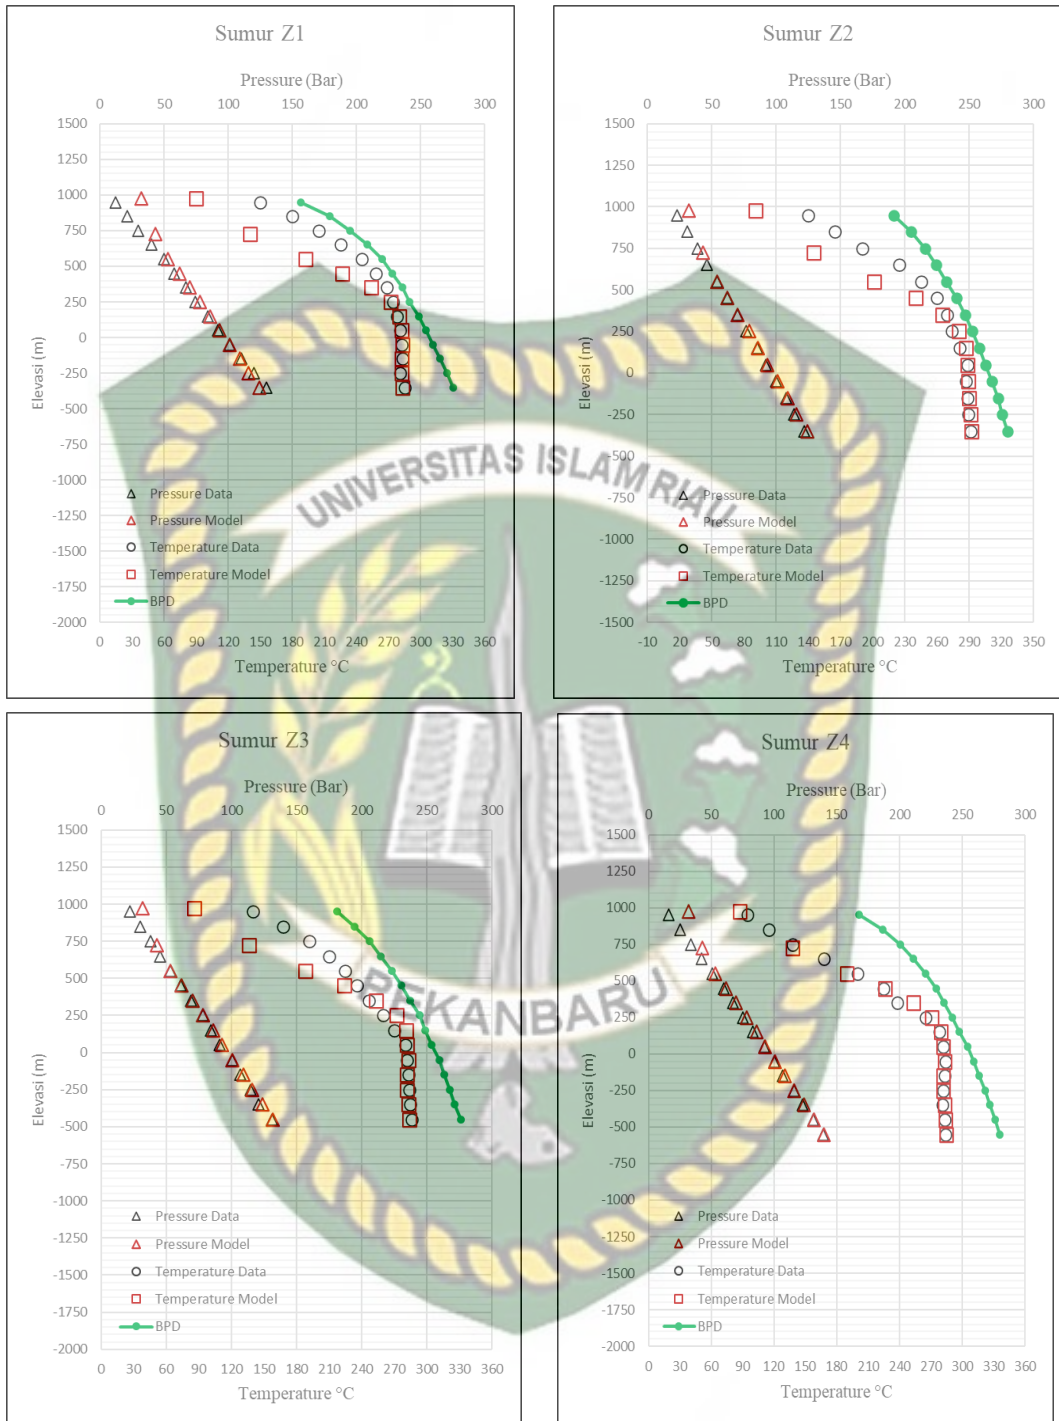 Sumur Z1
Pressure (Bar)
0 50 100 150 200 250 300
1500
1250
1000
750
500
250
0
-250
-500
-750
-1000
-1250
-1500
-1750
-2000
Elevasi (m)
Pressure Data
Pressure Model
Temperature Data
Temperature Model
BPD
0 30 60 90 120 150 180 210 240 270 300 330 360
Temperature °C
Sumur Z2
Pressure (Bar)
0 50 100 150 200 250 300
1500
1250
1000
750
500
250
0
-250
-500
-750
-1000
-1250
-1500
Elevasi (m)
Pressure Data
Pressure Model
Temperature Data
Temperature Model
BPD
-10 20 50 80 110 140 170 200 230 260 290 320 350
Temperature °C
UNIVERSITAS ISLAM RIAU
Sumur Z3
Pressure (Bar)
0 50 100 150 200 250 300
1500
1250
1000
750
500
250
0
-250
-500
-750
-1000
-1250
-1500
-1750
-2000
Elevasi (m)
Pressure Data
Pressure Model
Temperature Data
Temperature Model
BPD
0 30 60 90 120 150 180 210 240 270 300 330 360
Temperature °C
Sumur Z4
Pressure (Bar)
0 50 100 150 200 250 300
1500
1250
1000
750
500
250
0
-250
-500
-750
-1000
-1250
-1500
-1750
-2000
Elevasi (m)
Pressure Data
Pressure Model
Temperature Data
Temperature Model
BPD
0 30 60 90 120 150 180 210 240 270 300 330 360
Temperature °C
PEKANBARU